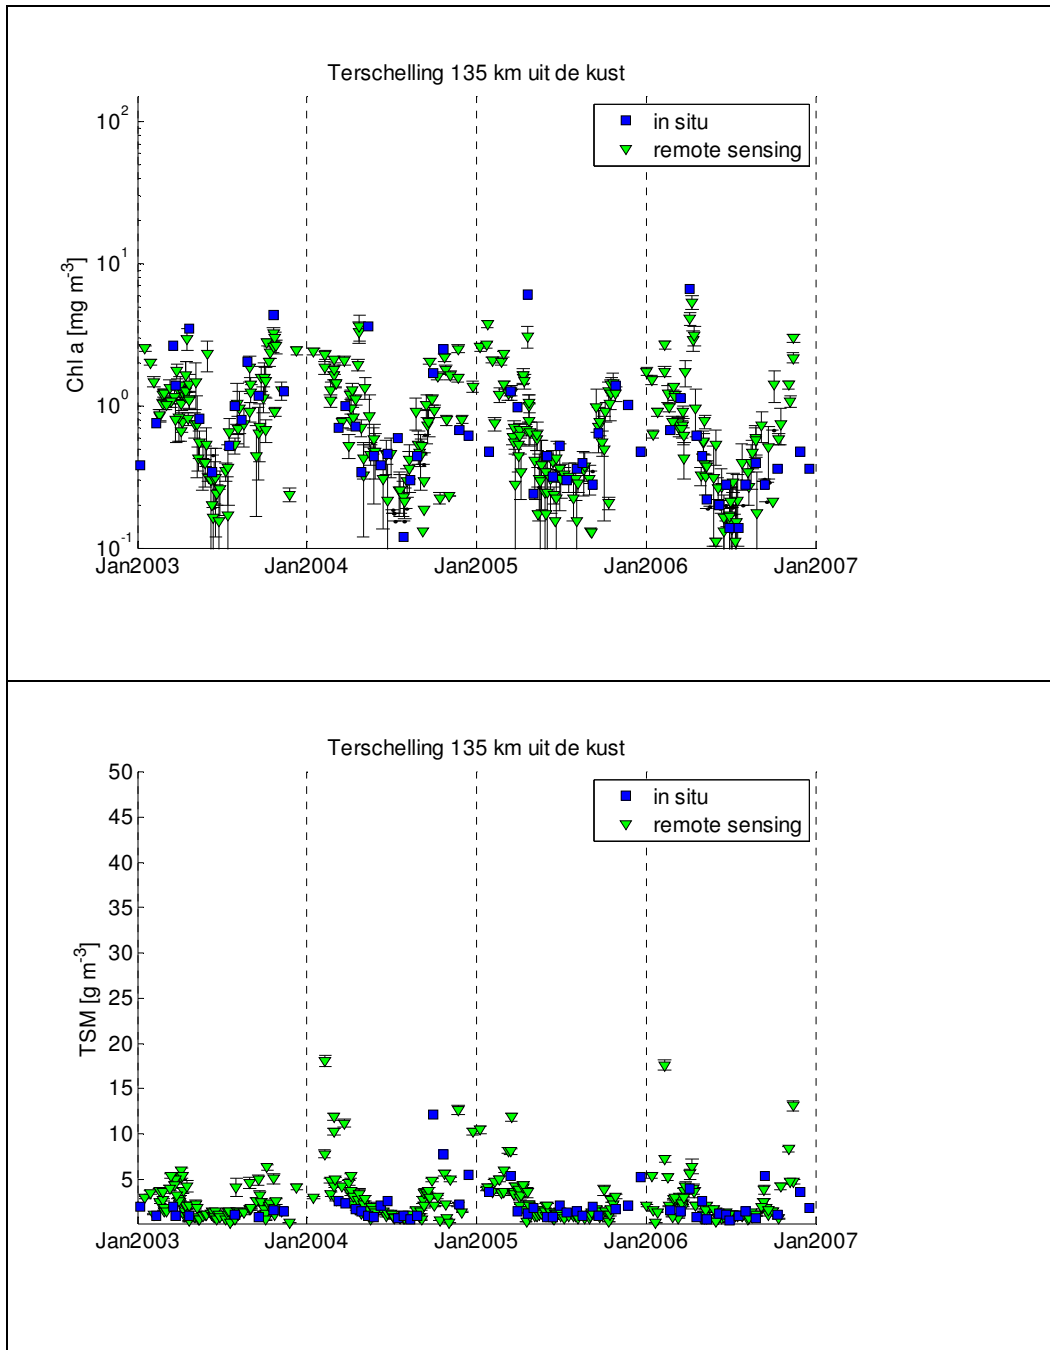 Terschelling 135 km uit de kust
in situ
remote sensing
Chl a [mg m-3]
10^2
10^1
10^0
10^-1
Jan2003 Jan2004 Jan2005 Jan2006 Jan2007
Terschelling 135 km uit de kust
in situ
remote sensing
TSM [g m-3]
50
45
40
35
30
25
20
15
10
5
Jan2003 Jan2004 Jan2005 Jan2006 Jan2007